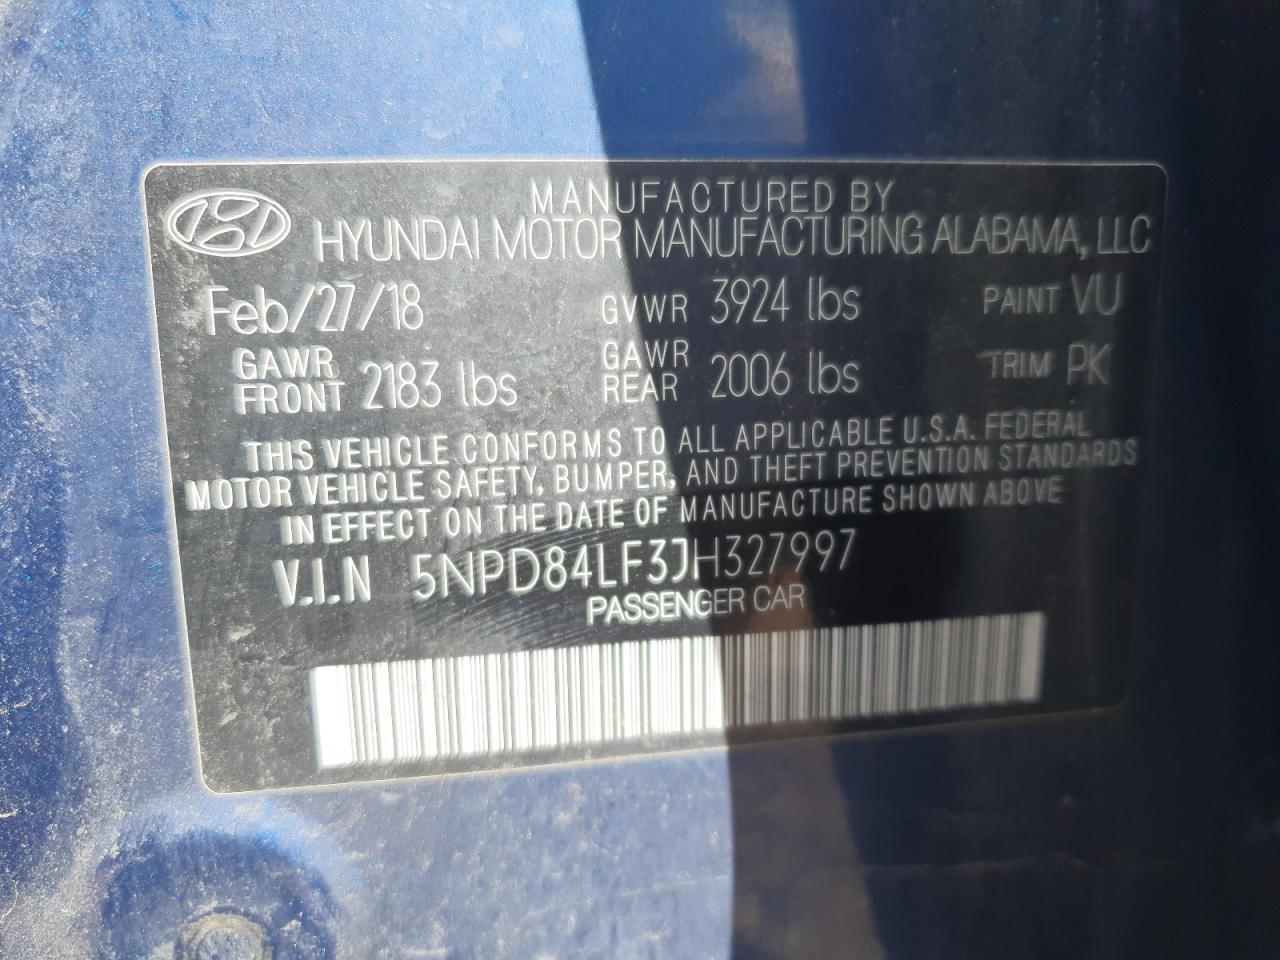 MANUFACTURED BY
HYUNDAI MOTOR MANUFACTURING ALABAMA, LLC
Feb/27/18 GVWR 3924 lbs PAINT VU
GAWR FRONT 2183 lbs GAWR REAR 2006 lbs TRIM PK
THIS VEHICLE CONFORMS TO ALL APPLICABLE U.S.A. FEDERAL
MOTOR VEHICLE SAFETY, BUMPER, AND THEFT PREVENTION STANDARDS
IN EFFECT ON THE DATE OF MANUFACTURE SHOWN ABOVE
V.I.N 5NPD84LF3JH327997
PASSENGER CAR